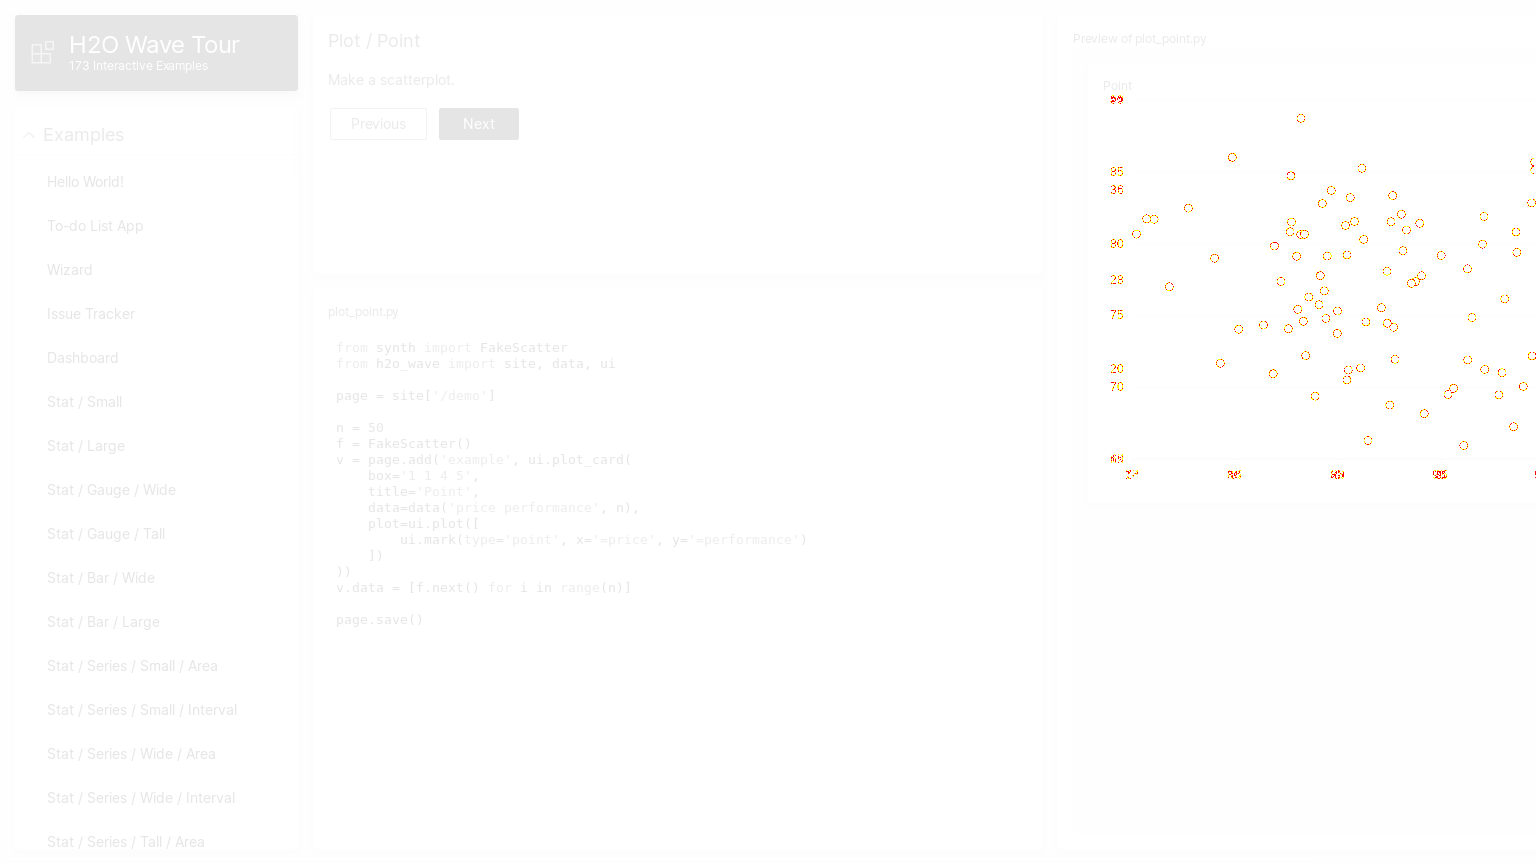 H2O Wave Tour
173 Interactive Examples
Examples
Hello World!
To-do List App
Wizard
Issue Tracker
Dashboard
Stat / Small
Stat / Large
Stat / Gauge / Wide
Stat / Gauge / Tall
Stat / Bar / Wide
Stat / Bar / Large
Stat / Series / Small / Area
Stat / Series / Small / Interval
Stat / Series / Wide / Area
Stat / Series / Wide / Interval
Stat / Series / Tall / Area
Plot / Point
Make a scatterplot.
Previous
Next
plot_point.py
from synth import FakeScatter
from h2o_wave import site, data, ui
page = site['/demo']
n = 50
f = FakeScatter()
v = page.add('example', ui.plot_card(
box='1 1 4 5',
title='Point',
data=data('price performance', n),
plot=ui.plot([
ui.mark(type='point', x='=price', y='=performance')
])
))
v.data = [f.next() for i in range(n)]
page.save()
Preview of plot_point.py
Point
20
70